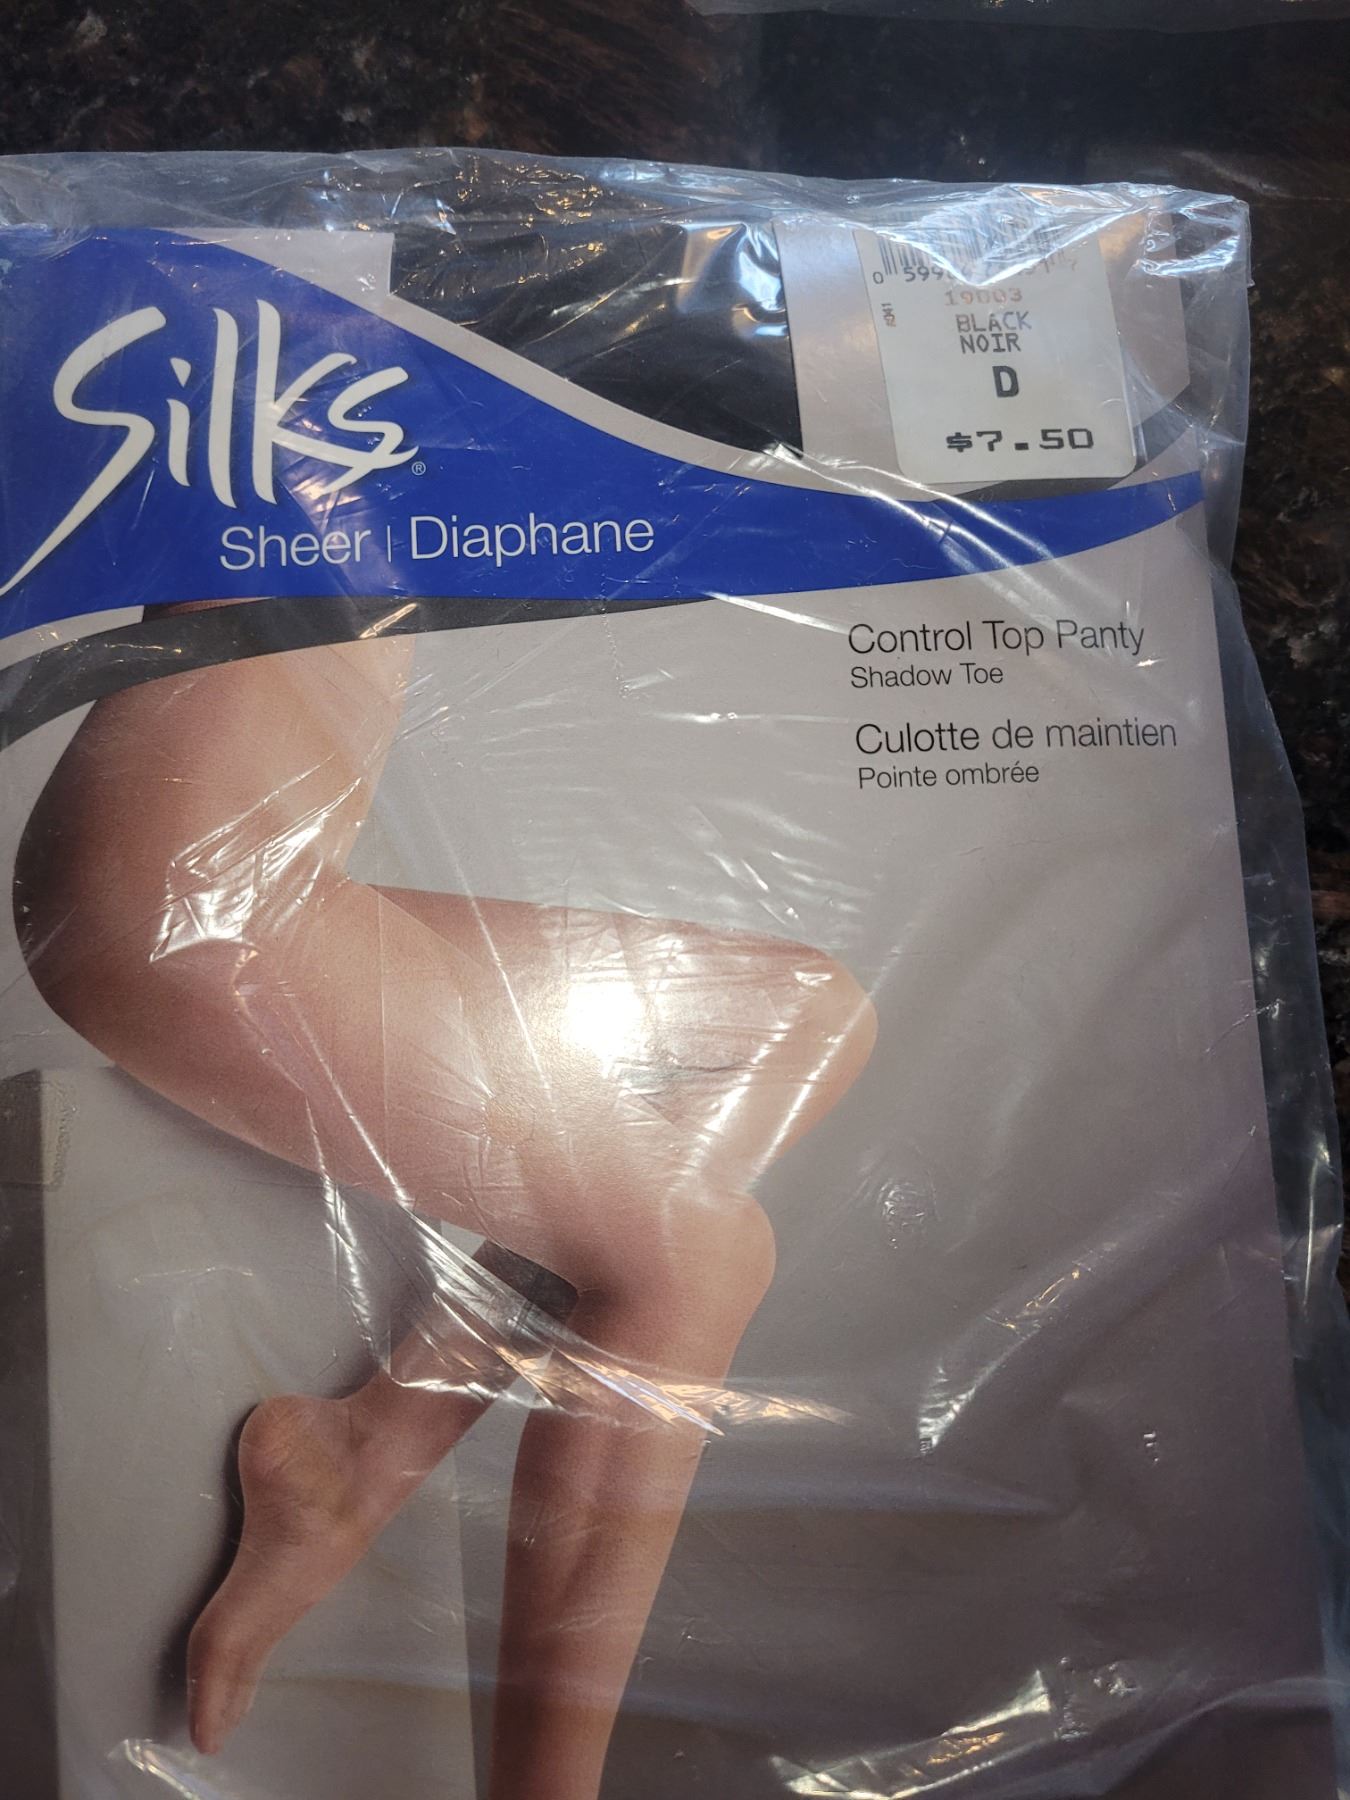 Silks®
Sheer | Diaphane
19003
BLACK
NOIR
D
$7.50
Control Top Panty
Shadow Toe
Culotte de maintien
Pointe ombrée